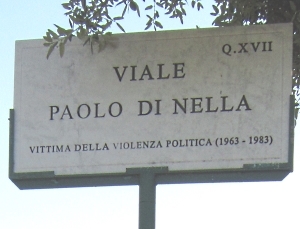 Q.XVII
VIALE
PAOLO DI NELLA
VITTIMA DELLA VIOLENZA POLITICA (1963 - 1983)